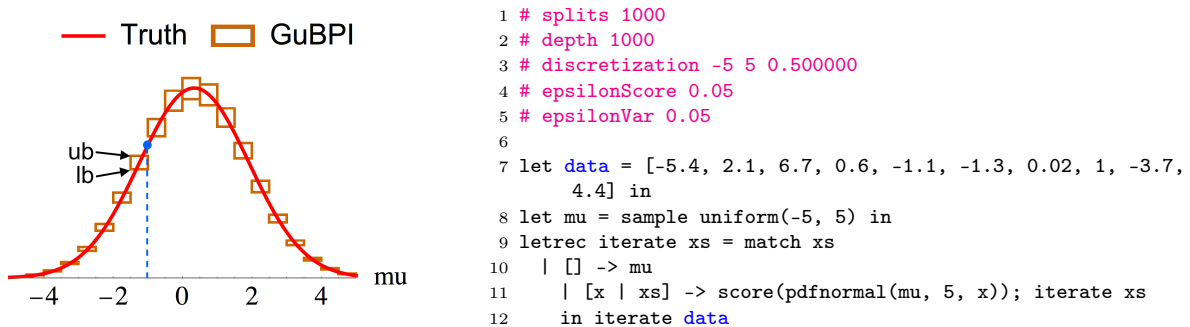 Truth GuBPI
ub
lb
mu
−4 −2 0 2 4
1 # splits 1000
2 # depth 1000
3 # discretization -5 5 0.500000
4 # epsilonScore 0.05
5 # epsilonVar 0.05
6
7 let data = [-5.4, 2.1, 6.7, 0.6, -1.1, -1.3, 0.02, 1, -3.7,
4.4] in
8 let mu = sample uniform(-5, 5) in
9 letrec iterate xs = match xs
10 | [] -> mu
11 | [x | xs] -> score(pdfnormal(mu, 5, x)); iterate xs
12 in iterate data